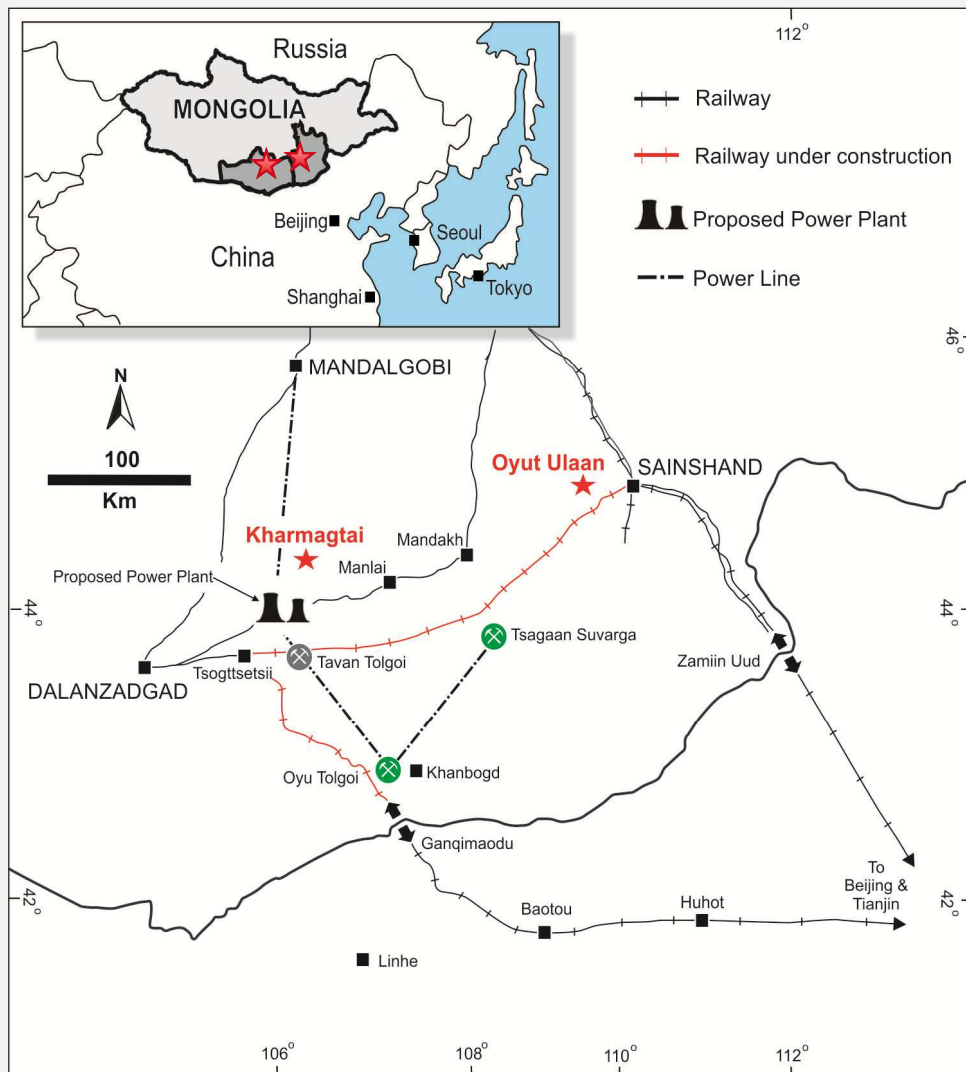 Russia
MONGOLIA
Beijing
Seoul
China
Shanghai
Tokyo
112°
Railway
Railway under construction
Proposed Power Plant
Power Line
46°
MANDALGOBI
N
100
Km
Oyut Ulaan
SAINSHAND
Kharmagtai
Mandakh
Manlai
Proposed Power Plant
44°
44°
Tsagaan Suvarga
Tavan Tolgoi
Tsogttsetsii
Zamiin Uud
DALANZADGAD
Oyu Tolgoi
Khanbogd
Ganqimaodu
To
Beijing &
Tianjin
42°
42°
Baotou
Huhot
Linhe
106°
108°
110°
112°